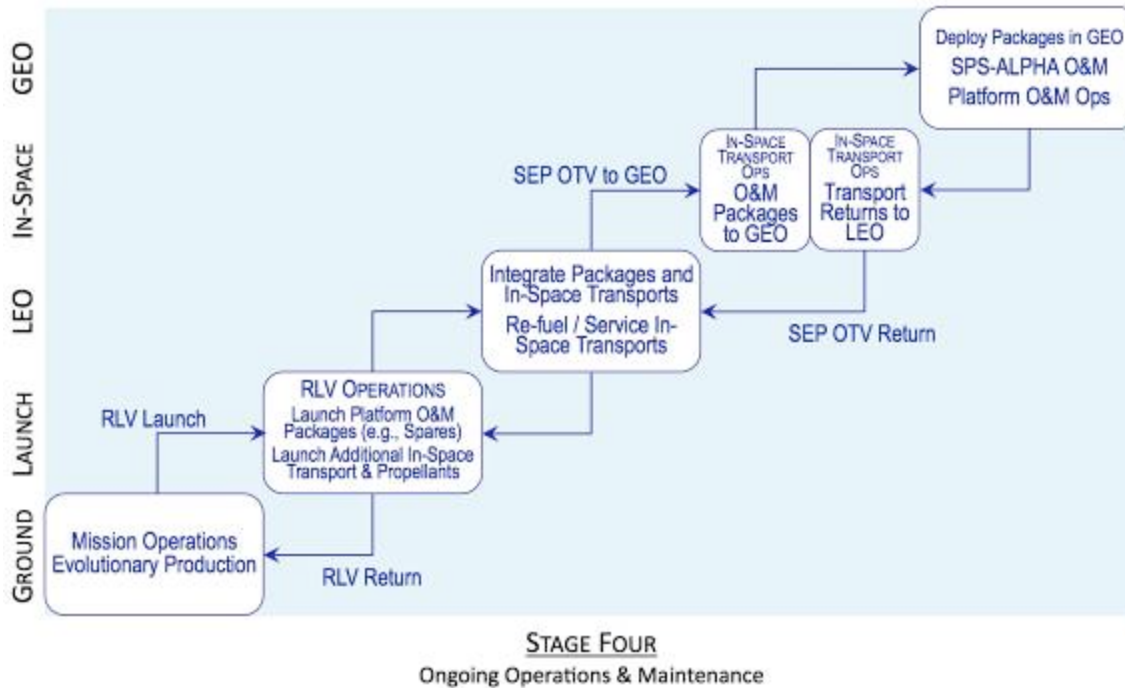 GEO
Deploy Packages in GEO
SPS-ALPHA O&M
Platform O&M Ops
IN-SPACE
SEP OTV to GEO
IN-SPACE
TRANSPORT
OPS
O&M
Packages
to GEO
IN-SPACE
TRANSPORT
OPS
Transport
Returns to
LEO
LEO
Integrate Packages and
In-Space Transports
Re-fuel / Service In-
Space Transports
SEP OTV Return
LAUNCH
RLV Launch
RLV OPERATIONS
Launch Platform O&M
Packages (e.g., Spares)
Launch Additional In-Space
Transport & Propellants
GROUND
Mission Operations
Evolutionary Production
RLV Return
STAGE FOUR
Ongoing Operations & Maintenance